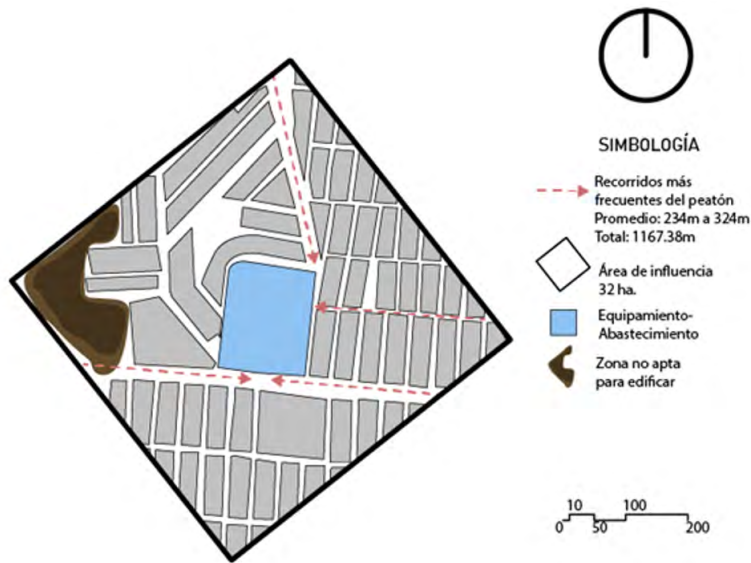 SIMBOLOGÍA
Recorridos más
frecuentes del peatón
Promedio: 234m a 324m
Total: 1167.38m
Área de influencia
32 ha.
Equipamiento-
Abastecimiento
Zona no apta
para edificar
10 100
0 50 200